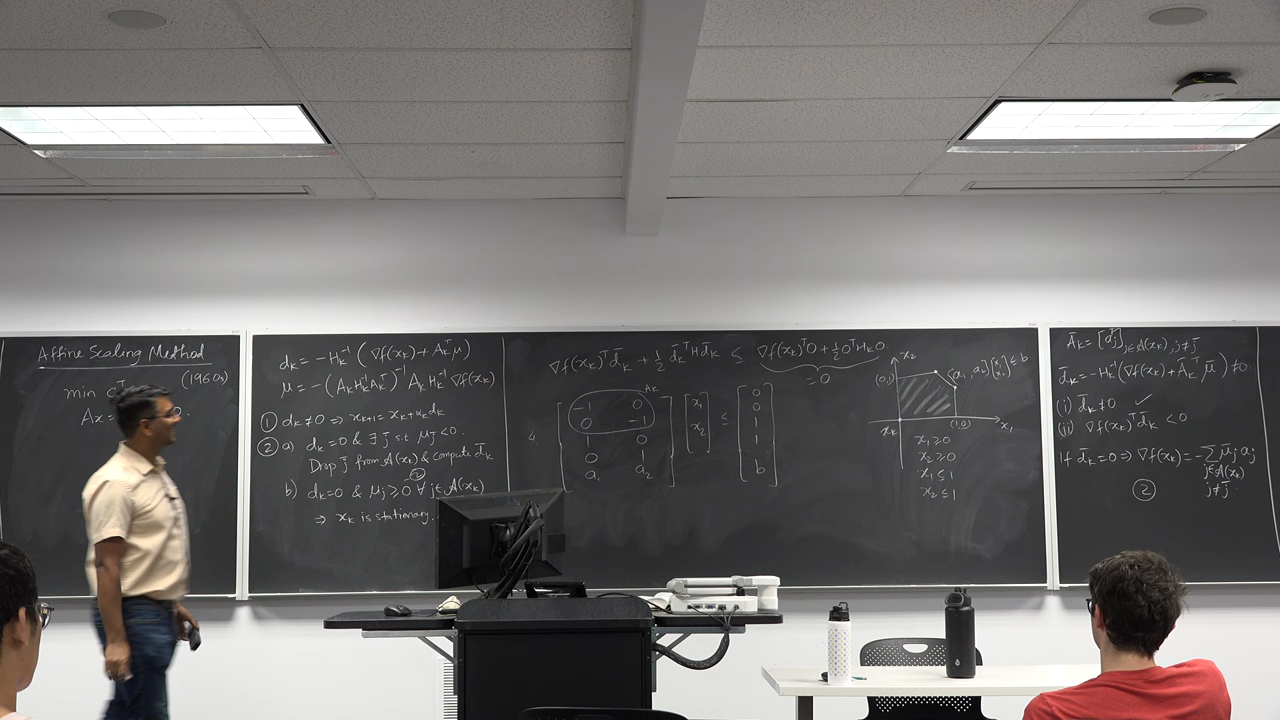 Affine Scaling Method
(1960s)
min
Ax =
d_k = -H_k^{-1} (∇f(x_k) + A_k^T μ)
μ = -(A_k H_k^{-1} A_k^T)^{-1} A_k H_k^{-1} ∇f(x_k)
① d_k ≠ 0 ⇒ x_{k+1} = x_k + α_k d_k
② a) d_k = 0 & ∃ j̄ s.t. μ_j̄ < 0.
Drop j̄ from A(x_k) & compute d̄_k
②
b) d_k = 0 & μ_j ≥ 0 ∀ j ∈ A(x_k)
⇒ x_k is stationary.
∇f(x_k)^T d̄_k + ½ d̄_k^T H d̄_k ≤ ∇f(x_k)^T 0 + ½ 0^T H_k 0
= 0
A_k
-1 0
0 -1
1 0
0 1
a_1 a_2
[x_1
x_2]
≤
[0
0
1
1
b]
x_2
(0,1)
[a_1 a_2][x_1
x_2] ≤ b
x_k
(1,0)
x_1
x_1 ≥ 0
x_2 ≥ 0
x_1 ≤ 1
x_2 ≤ 1
Ā_k = [a_j^T]_{j∈A(x_k), j≠j̄}
d̄_k = -H_k^{-1} (∇f(x_k) + Ā_k^T μ̄) ≠ 0
(i) d̄_k ≠ 0 ✓
(ii) ∇f(x_k)^T d̄_k < 0
If d̄_k = 0 ⇒ ∇f(x_k) = -∑ μ̄_j a_j
j∈A(x_k)
j≠j̄
②